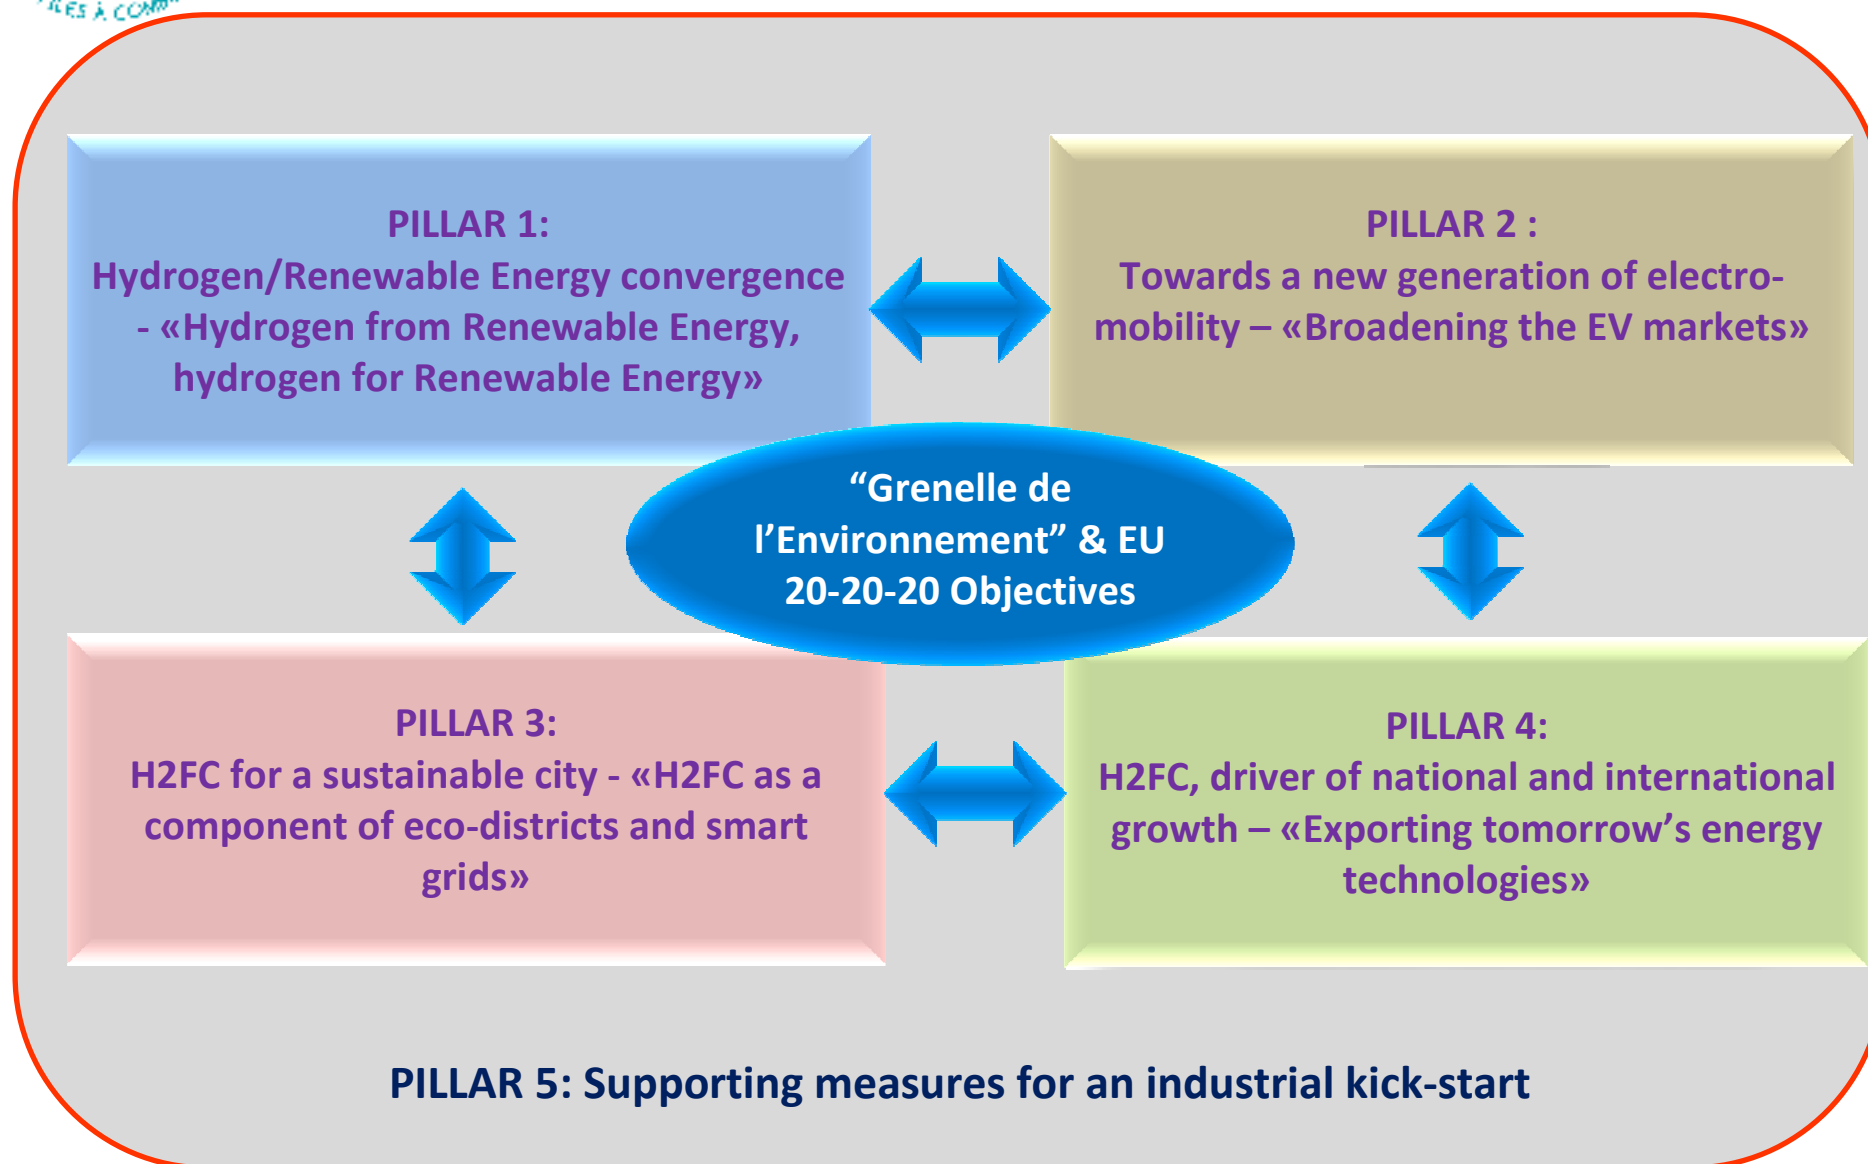 ILES À COM
PILLAR 1:
Hydrogen/Renewable Energy convergence
- «Hydrogen from Renewable Energy,
hydrogen for Renewable Energy»
PILLAR 2 :
Towards a new generation of electro-
mobility – «Broadening the EV markets»
“Grenelle de
l’Environnement” & EU
20-20-20 Objectives
PILLAR 3:
H2FC for a sustainable city - «H2FC as a
component of eco-districts and smart
grids»
PILLAR 4:
H2FC, driver of national and international
growth – «Exporting tomorrow’s energy
technologies»
PILLAR 5: Supporting measures for an industrial kick-start